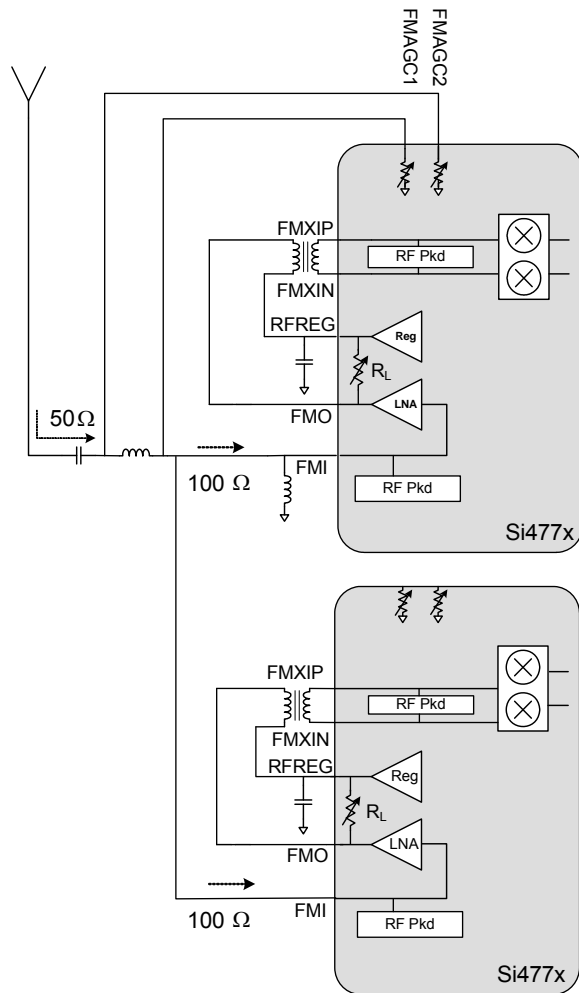 FMAGC1
FMAGC2
FMXIP
RF Pkd
FMXIN
RFREG
Reg
RL
LNA
FMO
50Ω
FMI
100 Ω
RF Pkd
Si477x
FMXIP
RF Pkd
FMXIN
RFREG
Reg
RL
LNA
FMO
FMI
100 Ω
RF Pkd
Si477x